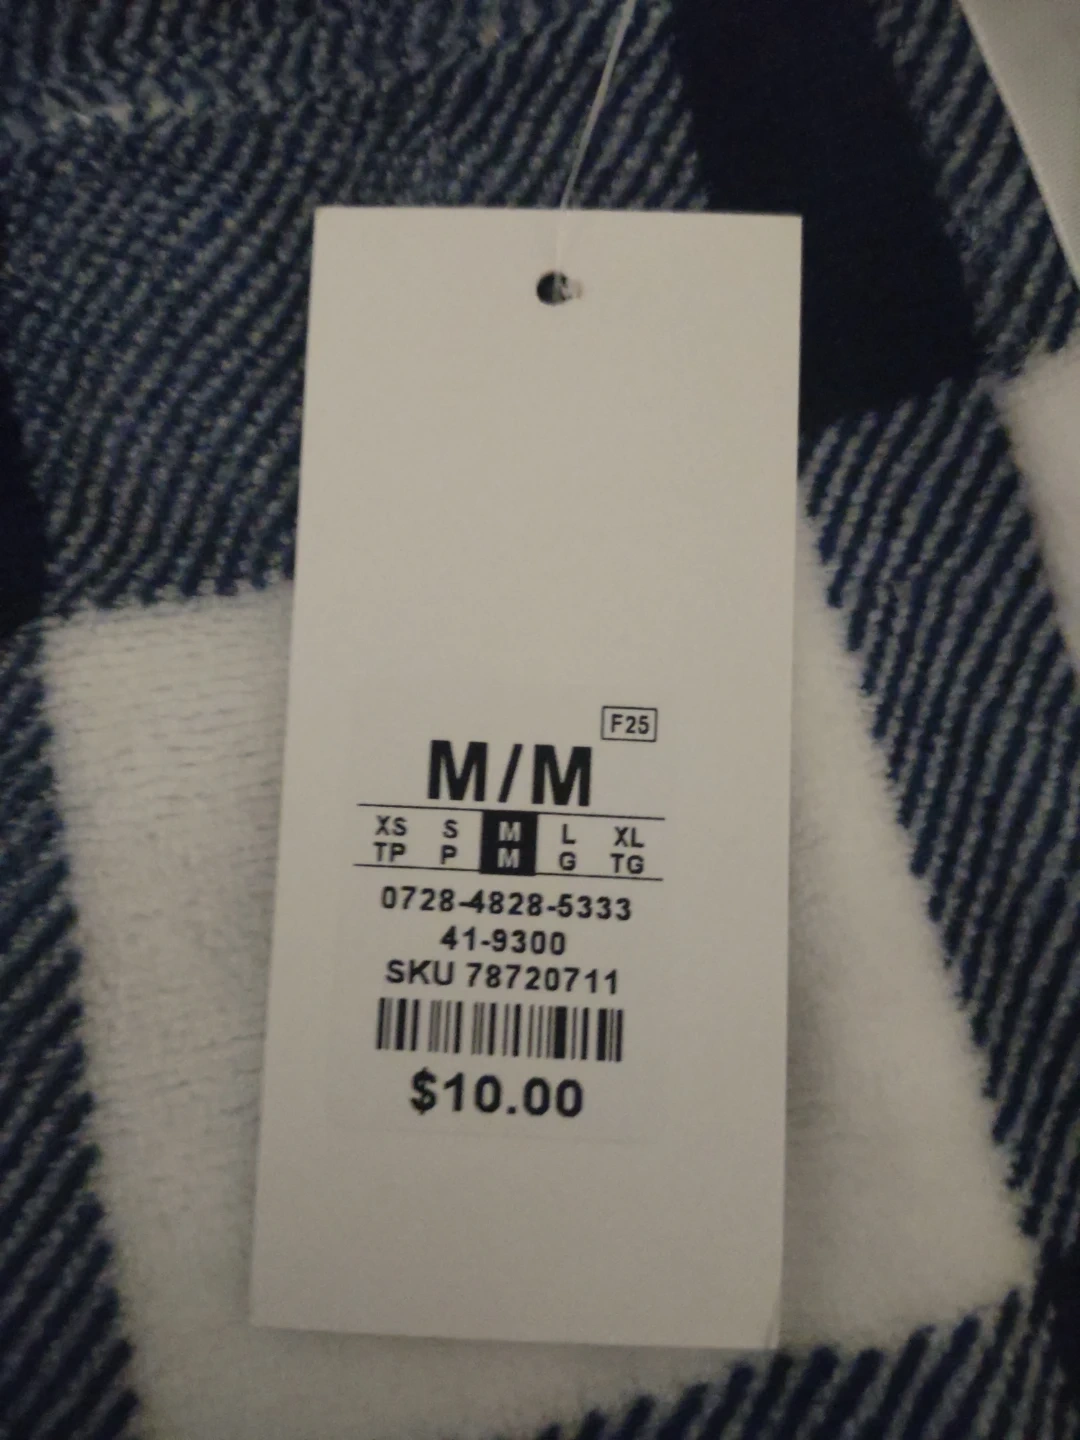 F25
M/M
XS S M L XL
TP P M G TG
0728-4828-5333
41-9300
SKU 78720711
$10.00